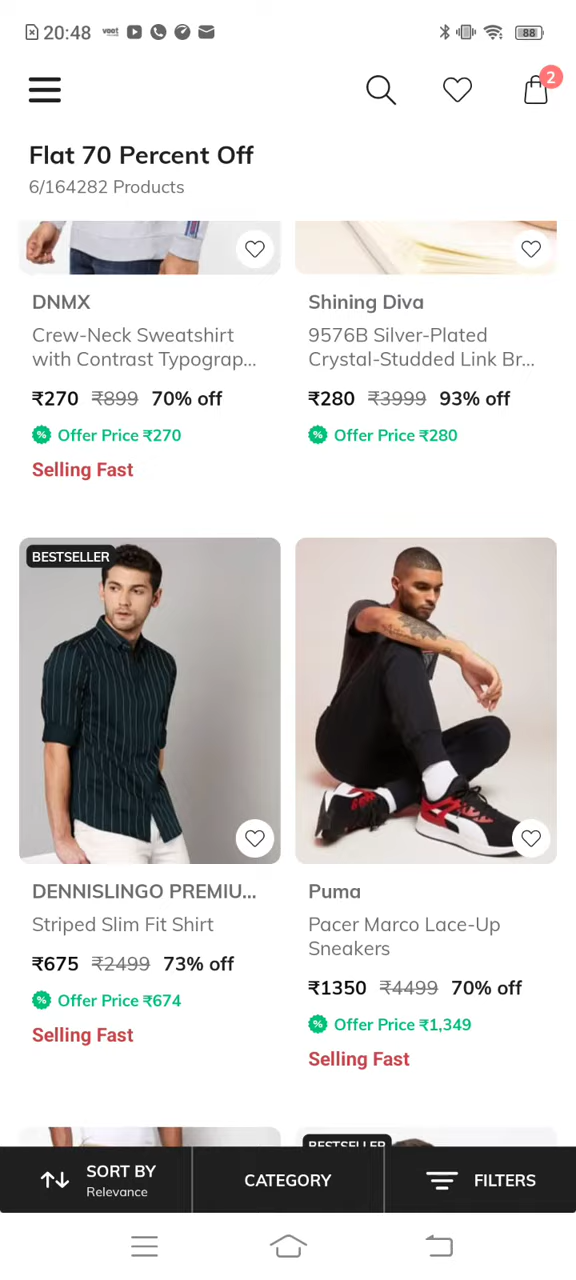 20:48
voot
88
2
Flat 70 Percent Off
6/164282 Products
DNMX
Crew-Neck Sweatshirt
with Contrast Typograp...
₹270 ₹899 70% off
% Offer Price ₹270
Selling Fast
Shining Diva
9576B Silver-Plated
Crystal-Studded Link Br...
₹280 ₹3999 93% off
% Offer Price ₹280
BESTSELLER
DENNISLINGO PREMIU...
Striped Slim Fit Shirt
₹675 ₹2499 73% off
% Offer Price ₹674
Selling Fast
Puma
Pacer Marco Lace-Up
Sneakers
₹1350 ₹4499 70% off
% Offer Price ₹1,349
Selling Fast
BESTSELLER
SORT BY
Relevance
CATEGORY
FILTERS